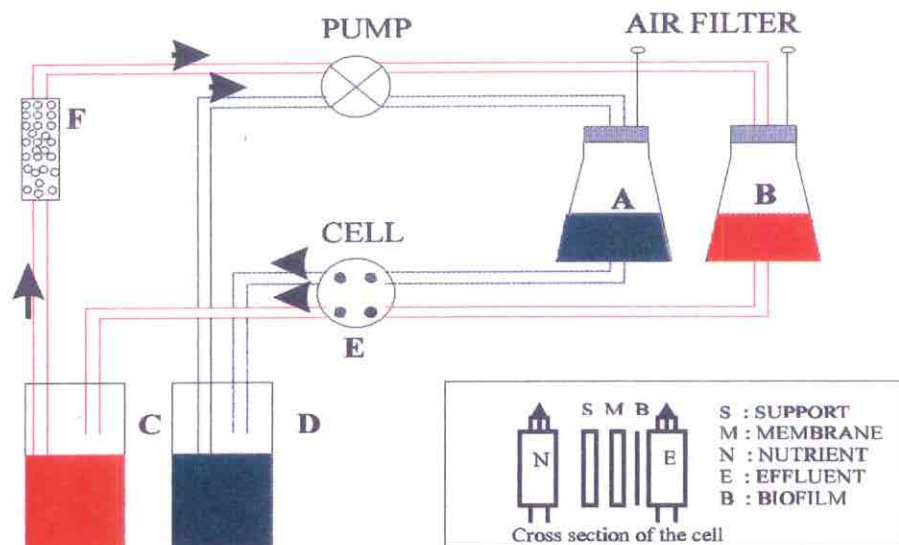 PUMP
AIR FILTER
F
A
B
CELL
E
C
D
S M B
N
E
S : SUPPORT
M : MEMBRANE
N : NUTRIENT
E : EFFLUENT
B : BIOFILM
Cross section of the cell